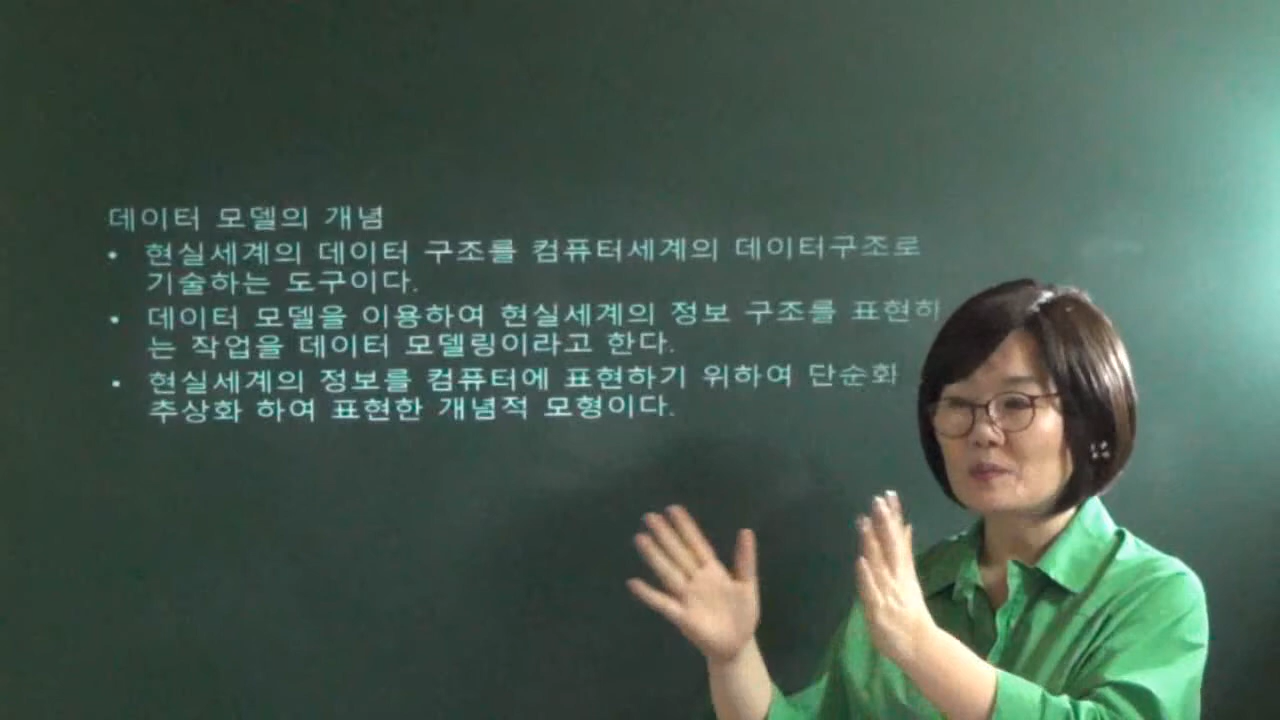 데이터 모델의 개념
• 현실세계의 데이터 구조를 컴퓨터세계의 데이터구조로
기술하는 도구이다.
• 데이터 모델을 이용하여 현실세계의 정보 구조를 표현하
는 작업을 데이터 모델링이라고 한다.
• 현실세계의 정보를 컴퓨터에 표현하기 위하여 단순화
추상화 하여 표현한 개념적 모형이다.